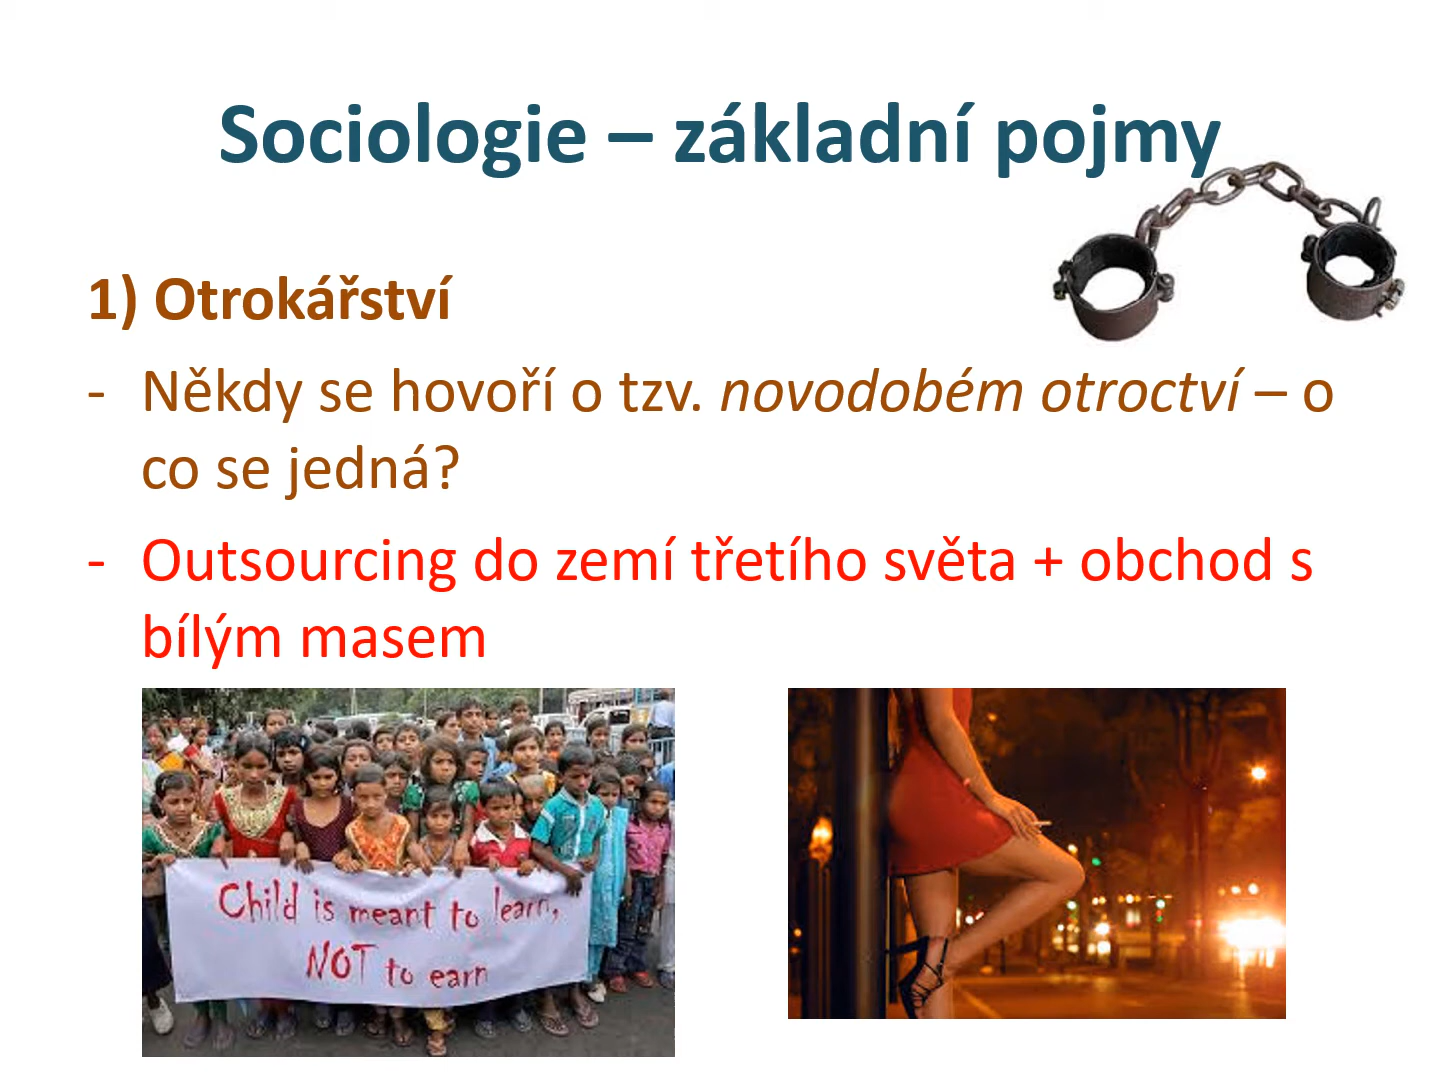 Sociologie – základní pojmy
1) Otrokářství
- Někdy se hovoří o tzv. novodobém otroctví – o
co se jedná?
- Outsourcing do zemí třetího světa + obchod s
bílým masem
Child is meant to learn,
NOT to earn